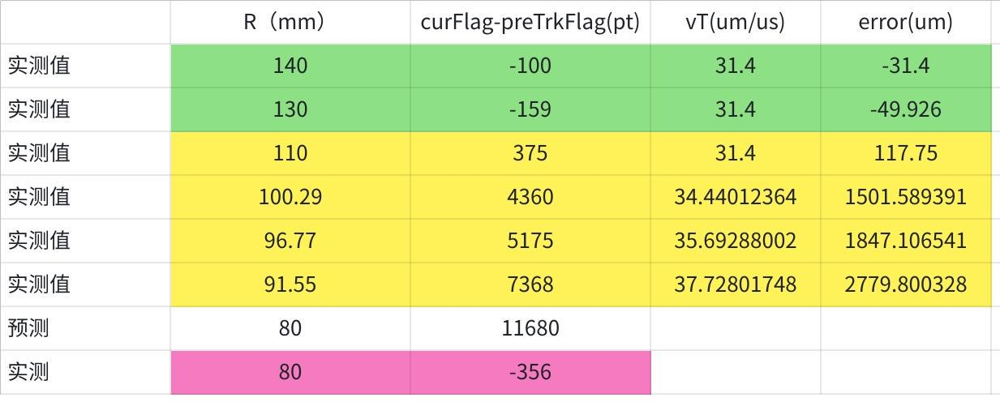 R（mm） curFlag-preTrkFlag(pt) vT(um/us) error(um)
实测值 140 -100 31.4 -31.4
实测值 130 -159 31.4 -49.926
实测值 110 375 31.4 117.75
实测值 100.29 4360 34.44012364 1501.589391
实测值 96.77 5175 35.69288002 1847.106541
实测值 91.55 7368 37.72801748 2779.800328
预测 80 11680
实测 80 -356